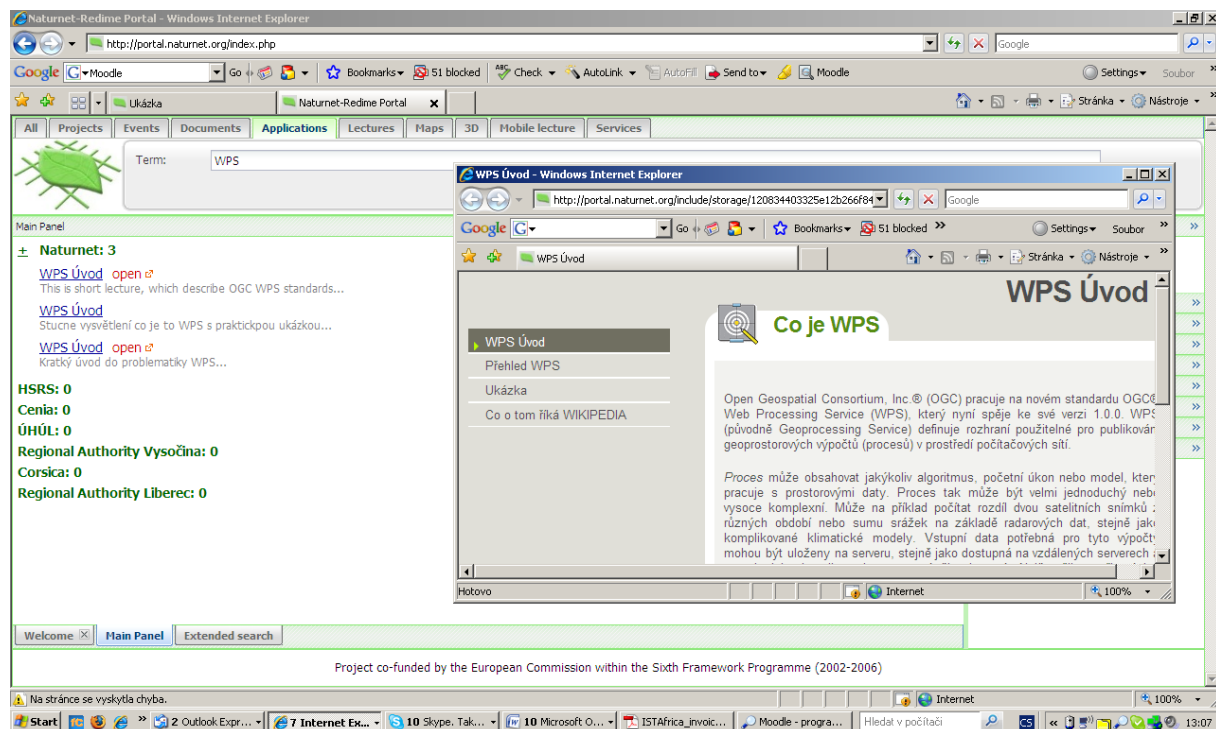 Naturnet-Redime Portal - Windows Internet Explorer
http://portal.naturnet.org/index.php
Google
Google G Moodle Go Bookmarks 51 blocked Check AutoLink AutoFill Send to Moodle Settings Soubor »
Ukázka Naturnet-Redime Portal x Stránka Nástroje »
All Projects Events Documents Applications Lectures Maps 3D Mobile lecture Services
Term: WPS
Main Panel »
+ Naturnet: 3
WPS Úvod open
This is short lecture, which describe OGC WPS standards...
WPS Úvod
Stucne vysvětlení co je to WPS s praktickpou ukázkou...
WPS Úvod open
Kratký úvod do problematiky WPS...
HSRS: 0
Cenia: 0
ÚHÚL: 0
Regional Authority Vysočina: 0
Corsica: 0
Regional Authority Liberec: 0
WPS Úvod - Windows Internet Explorer
http://portal.naturnet.org/include/storage/120834403325e12b266f84 Google
Google G Go Bookmarks 51 blocked » Settings Soubor »
WPS Úvod Stránka Nástroje »
WPS Úvod
Co je WPS
WPS Úvod
Přehled WPS
Ukázka
Co o tom říká WIKIPEDIA
Open Geospatial Consortium, Inc.® (OGC) pracuje na novém standardu OGC®
Web Processing Service (WPS), který nyní spěje ke své verzi 1.0.0. WPS
(původně Geoprocessing Service) definuje rozhraní použitelné pro publikován
geoprostorových výpočtů (procesů) v prostředí počítačových sítí.
Proces může obsahovat jakýkoliv algoritmus, početní úkon nebo model, kter
pracuje s prostorovými daty. Proces tak může být velmi jednoduchý neb
vysoce komplexní. Může na příklad počítat rozdíl dvou satelitních snímků z
různých období nebo sumu srážek na základě radarových dat, stejně jak
komplikované klimatické modely. Vstupní data potřebná pro tyto výpočt
mohou být uloženy na serveru, stejně jako dostupná na vzdálených serverech a
Hotovo Internet 100%
Welcome Main Panel Extended search
Project co-funded by the European Commission within the Sixth Framework Programme (2002-2006)
Na stránce se vyskytla chyba. Internet 100%
Start » 2 Outlook Expr... 7 Internet Ex... 10 Skype. Tak... 10 Microsoft O... ISTAfrica_invoic... Moodle - progra... Hledat v počítači CS « 13:07